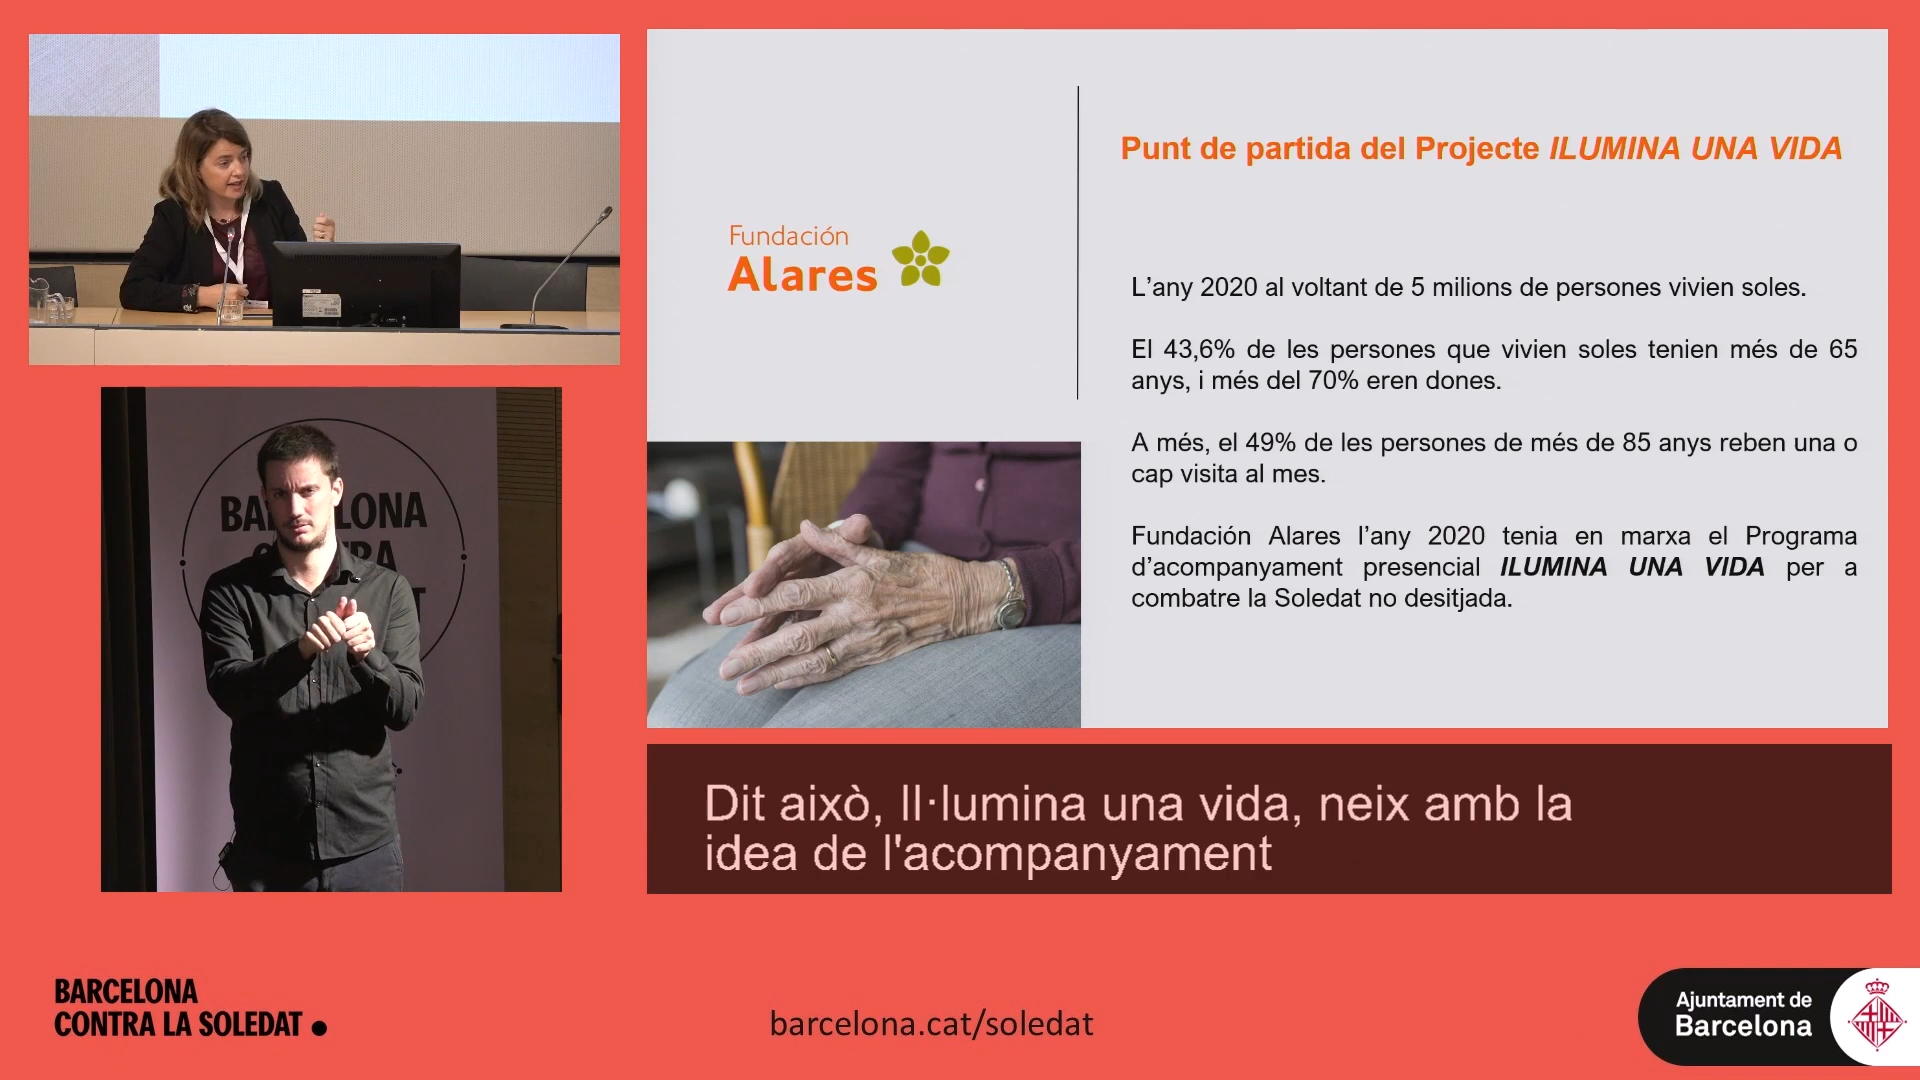 Fundación
Alares
Punt de partida del Projecte ILUMINA UNA VIDA
L’any 2020 al voltant de 5 milions de persones vivien soles.
El 43,6% de les persones que vivien soles tenien més de 65
anys, i més del 70% eren dones.
A més, el 49% de les persones de més de 85 anys reben una o
cap visita al mes.
Fundación Alares l’any 2020 tenia en marxa el Programa
d’acompanyament presencial ILUMINA UNA VIDA per a
combatre la Soledat no desitjada.
Dit això, Il·lumina una vida, neix amb la
idea de l'acompanyament
BARCELONA
CONTRA LA SOLEDAT
barcelona.cat/soledat
Ajuntament de
Barcelona